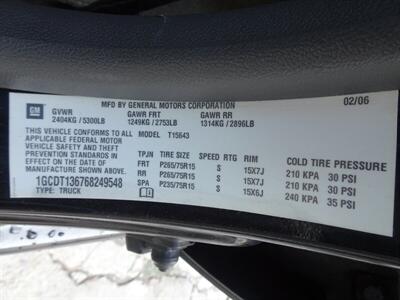 MFD BY GENERAL MOTORS CORPORATION
02/06
GM
GVWR GAWR FRT GAWR RR
2404KG / 5300LB 1249KG / 2753LB 1314KG / 2896LB
THIS VEHICLE CONFORMS TO ALL MODEL T15643
APPLICABLE FEDERAL MOTOR
VEHICLE SAFETY AND THEFT
PREVENTION STANDARDS IN
EFFECT ON THE DATE OF
MANUFACTURE SHOWN ABOVE.
1GCDT136768249548
TYPE: TRUCK
TPJN TIRE SIZE SPEED RTG RIM COLD TIRE PRESSURE
FRT P265/75R15 S 15X7J 210 KPA 30 PSI
RR P265/75R15 S 15X7J 210 KPA 30 PSI
SPA P235/75R15 S 15X6J 240 KPA 35 PSI